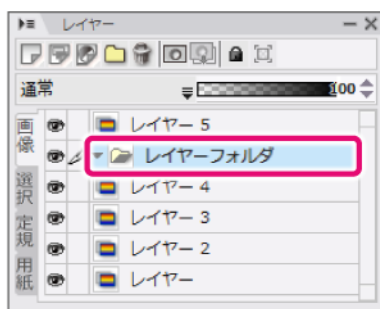 レイヤー
通常
100
画像
レイヤー 5
レイヤーフォルダ
選択
レイヤー 4
定規
レイヤー 3
レイヤー 2
用紙
レイヤー